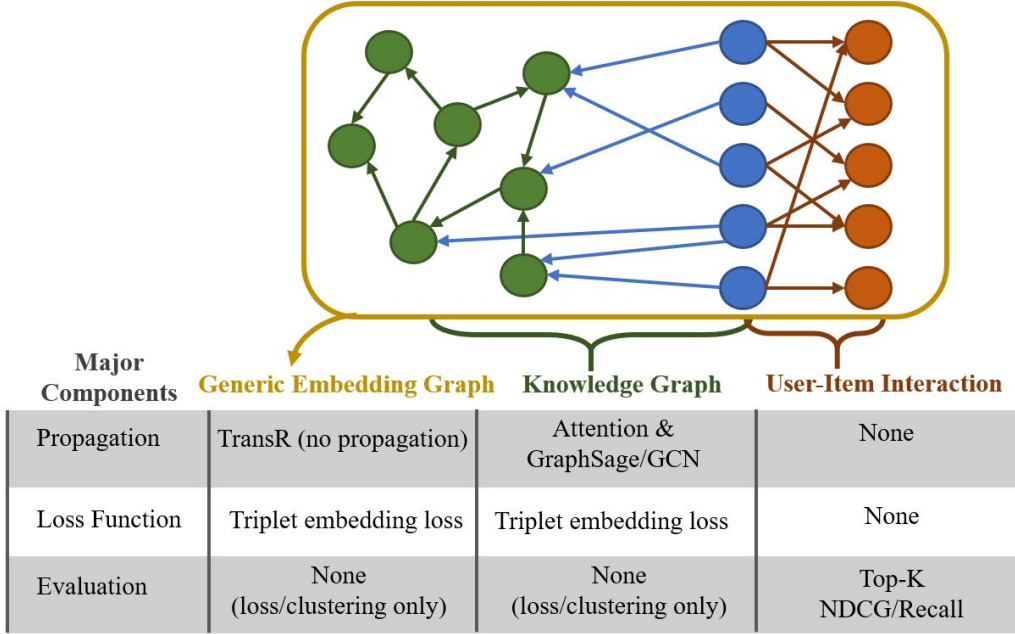 Major
Components
Generic Embedding Graph
Knowledge Graph
User-Item Interaction
Propagation
TransR (no propagation)
Attention &
GraphSage/GCN
None
Loss Function
Triplet embedding loss
Triplet embedding loss
None
Evaluation
None
(loss/clustering only)
None
(loss/clustering only)
Top-K
NDCG/Recall